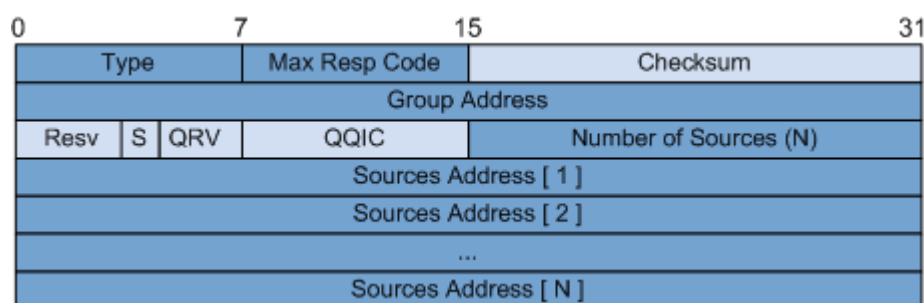 0 7 15 31
Type Max Resp Code Checksum
Group Address
Resv S QRV QQIC Number of Sources (N)
Sources Address [ 1 ]
Sources Address [ 2 ]
...
Sources Address [ N ]